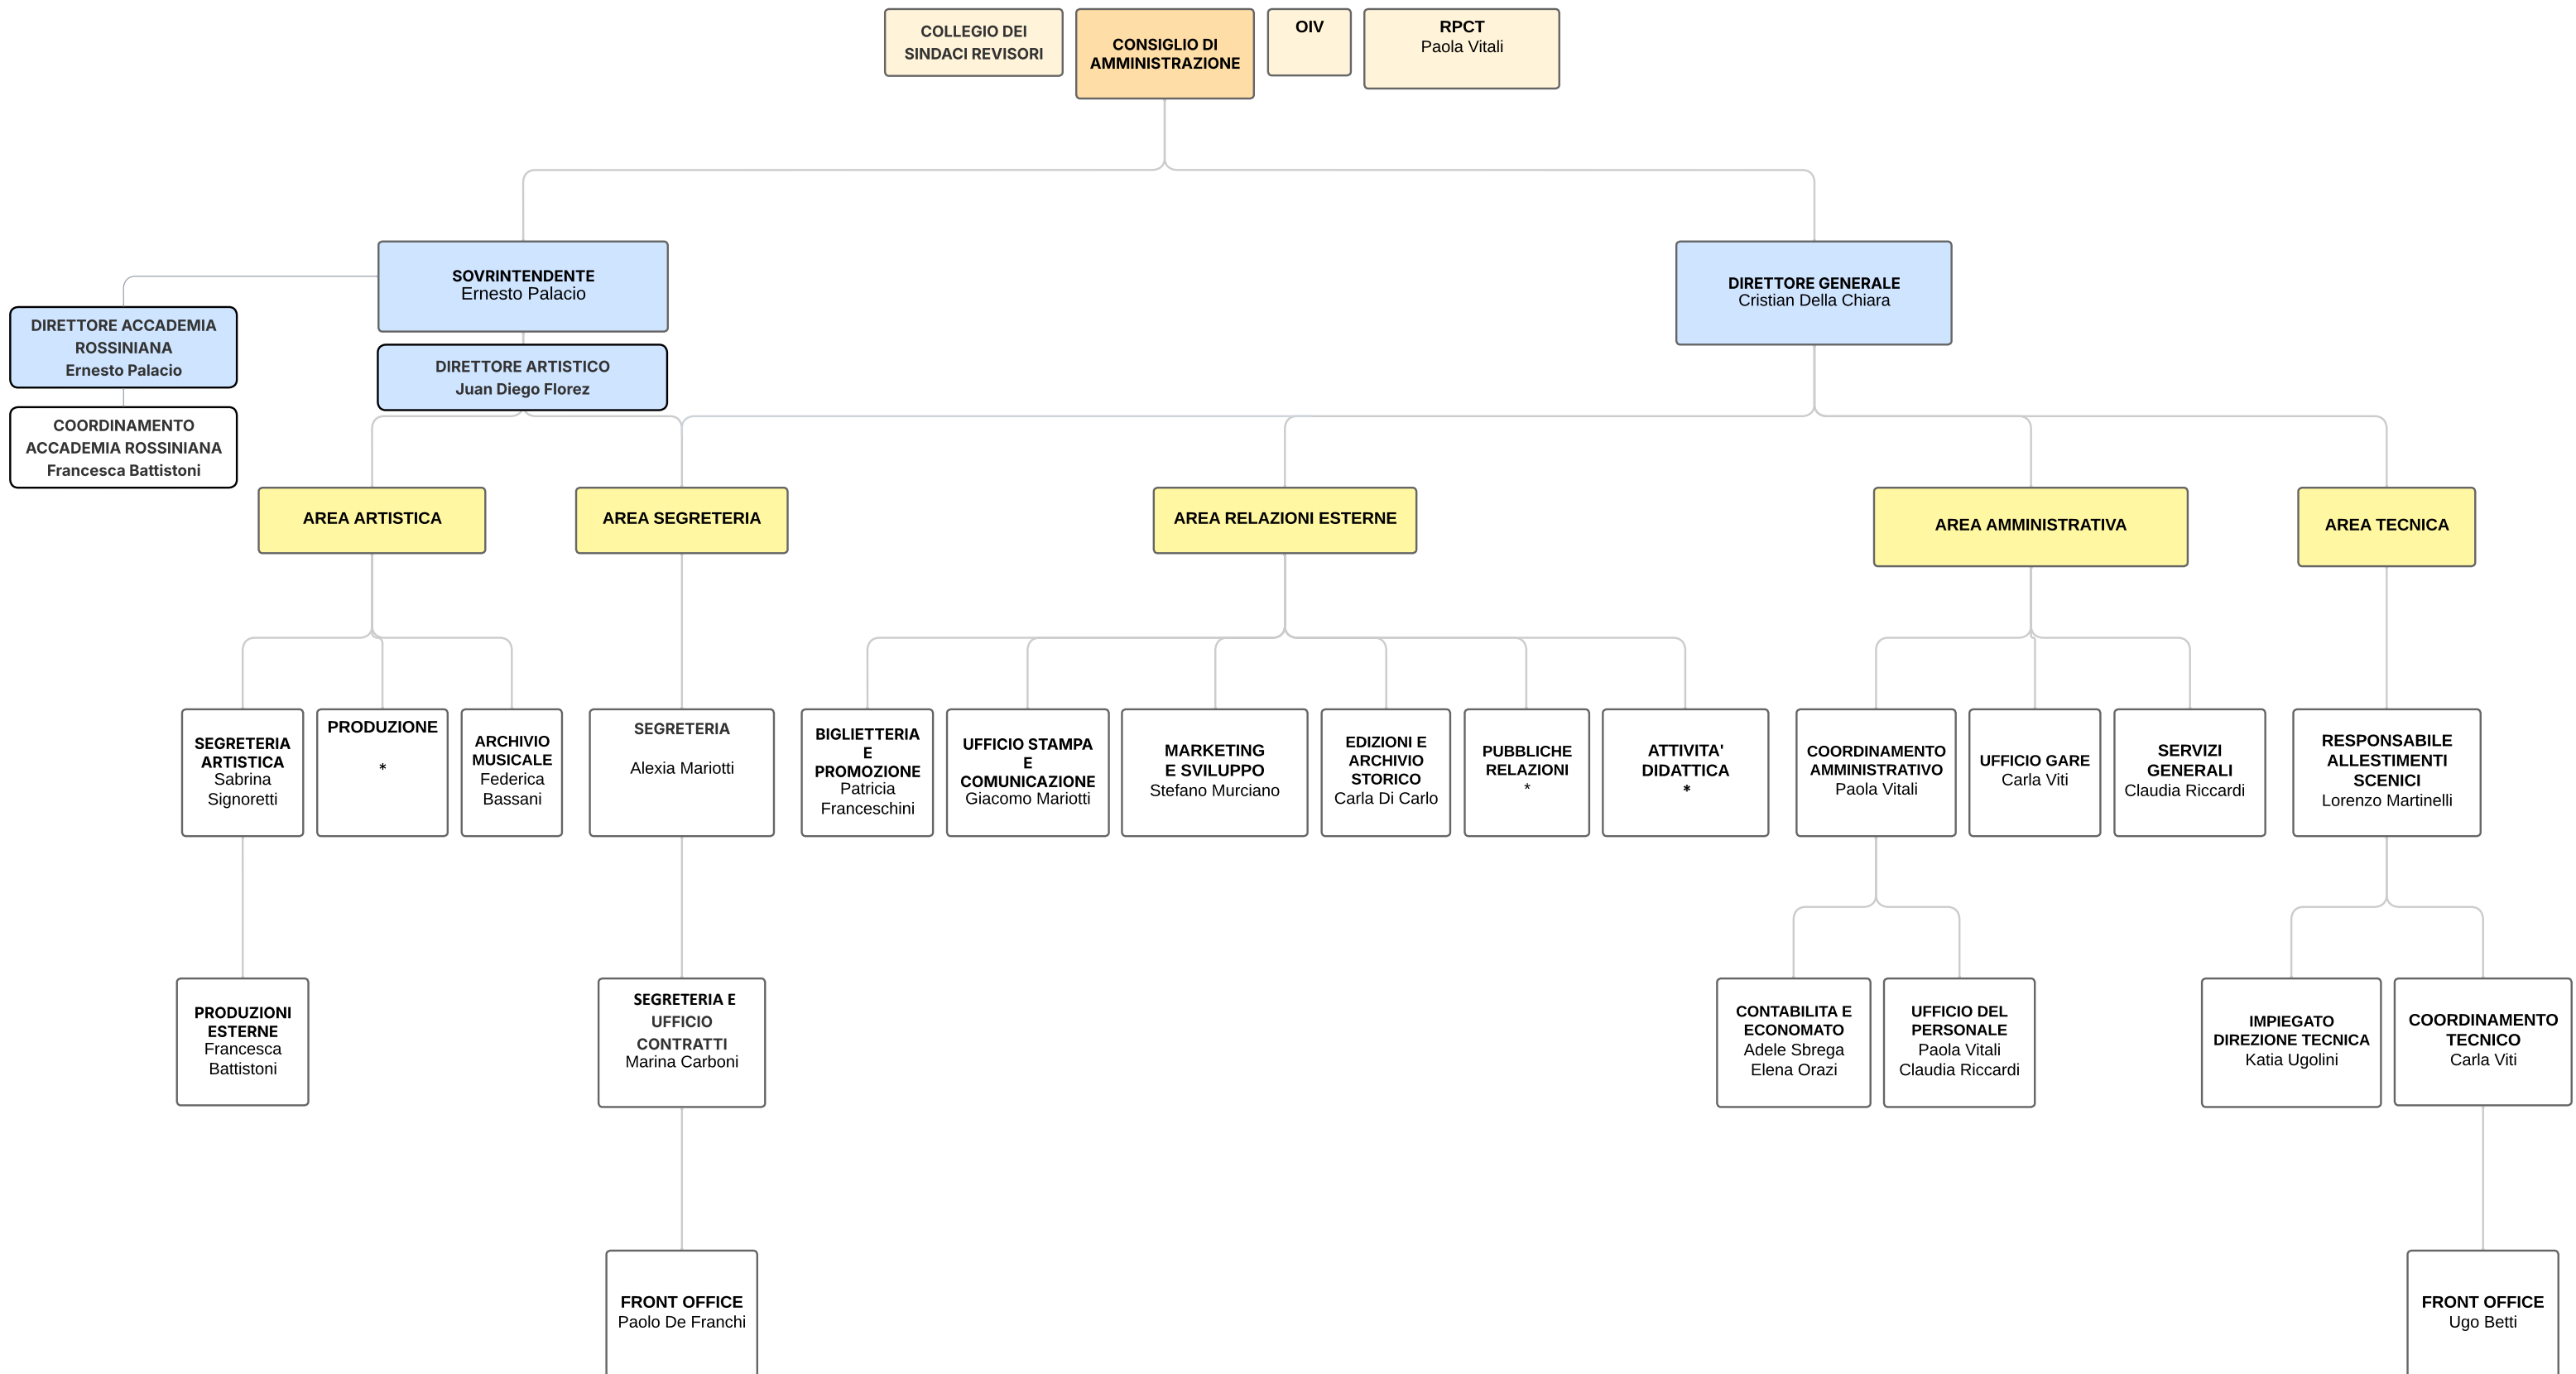 COLLEGIO DEI
SINDACI REVISORI
CONSIGLIO DI
AMMINISTRAZIONE
OIV
RPCT
Paola Vitali
SOVRINTENDENTE
Ernesto Palacio
DIRETTORE GENERALE
Cristian Della Chiara
DIRETTORE ACCADEMIA
ROSSINIANA
Ernesto Palacio
DIRETTORE ARTISTICO
Juan Diego Florez
COORDINAMENTO
ACCADEMIA ROSSINIANA
Francesca Battistoni
AREA ARTISTICA
AREA SEGRETERIA
AREA RELAZIONI ESTERNE
AREA AMMINISTRATIVA
AREA TECNICA
SEGRETERIA
ARTISTICA
Sabrina
Signoretti
PRODUZIONE
*
ARCHIVIO
MUSICALE
Federica
Bassani
SEGRETERIA
Alexia Mariotti
BIGLIETTERIA
E
PROMOZIONE
Patricia
Franceschini
UFFICIO STAMPA
E
COMUNICAZIONE
Giacomo Mariotti
MARKETING
E SVILUPPO
Stefano Murciano
EDIZIONI E
ARCHIVIO
STORICO
Carla Di Carlo
PUBBLICHE
RELAZIONI
*
ATTIVITA'
DIDATTICA
*
COORDINAMENTO
AMMINISTRATIVO
Paola Vitali
UFFICIO GARE
Carla Viti
SERVIZI
GENERALI
Claudia Riccardi
RESPONSABILE
ALLESTIMENTI
SCENICI
Lorenzo Martinelli
PRODUZIONI
ESTERNE
Francesca
Battistoni
SEGRETERIA E
UFFICIO
CONTRATTI
Marina Carboni
CONTABILITA E
ECONOMATO
Adele Sbrega
Elena Orazi
UFFICIO DEL
PERSONALE
Paola Vitali
Claudia Riccardi
IMPIEGATO
DIREZIONE TECNICA
Katia Ugolini
COORDINAMENTO
TECNICO
Carla Viti
FRONT OFFICE
Paolo De Franchi
FRONT OFFICE
Ugo Betti